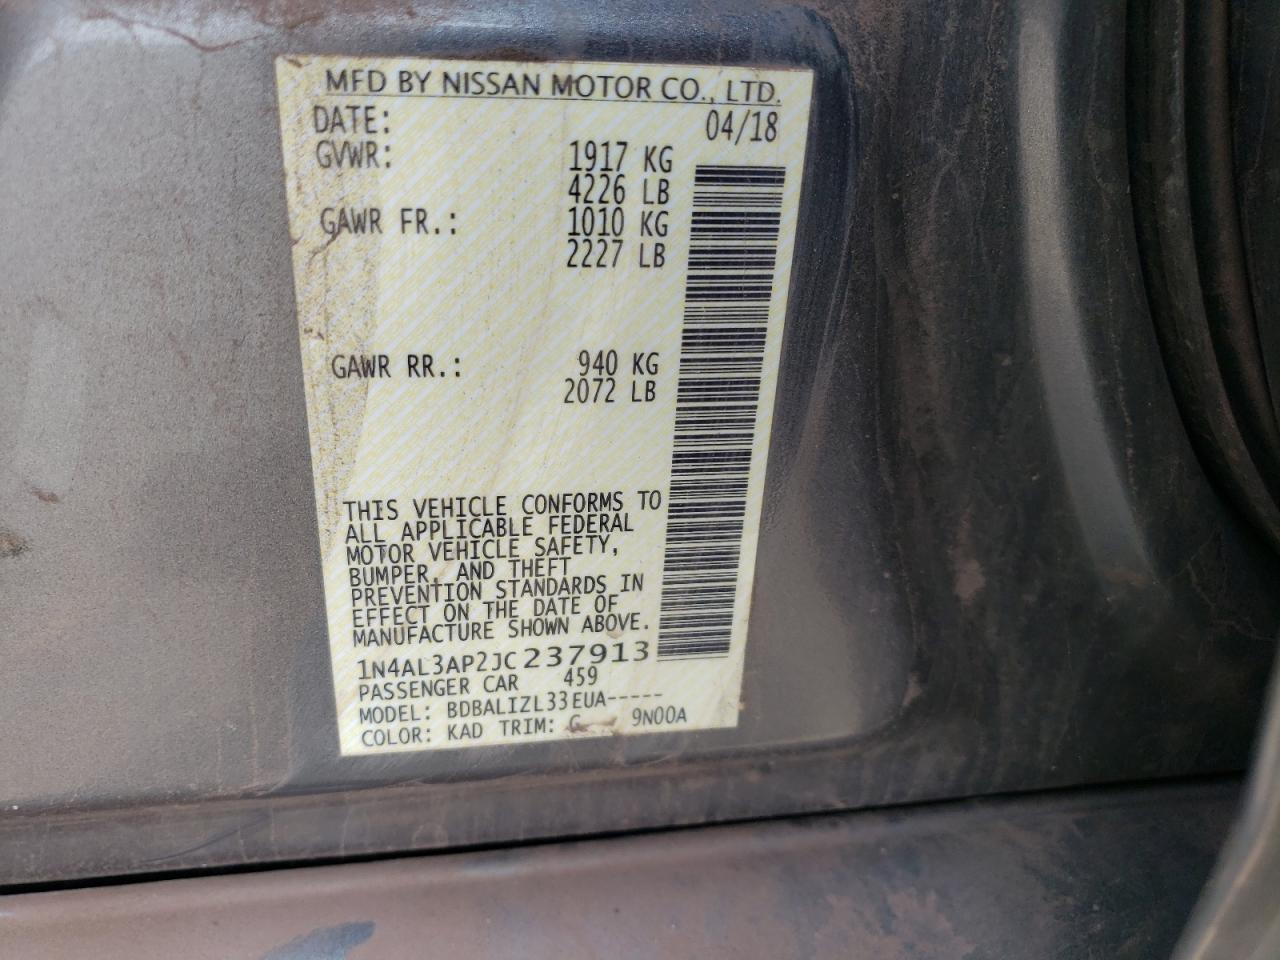 MFD BY NISSAN MOTOR CO., LTD.
DATE: 04/18
GVWR: 1917 KG
4226 LB
GAWR FR.: 1010 KG
2227 LB
GAWR RR.: 940 KG
2072 LB
THIS VEHICLE CONFORMS TO
ALL APPLICABLE FEDERAL
MOTOR VEHICLE SAFETY,
BUMPER, AND THEFT
PREVENTION STANDARDS IN
EFFECT ON THE DATE OF
MANUFACTURE SHOWN ABOVE.
1N4AL3AP2JC237913
PASSENGER CAR 459
MODEL: BDBALIZL33EUA-----
COLOR: KAD TRIM: G 9N00A